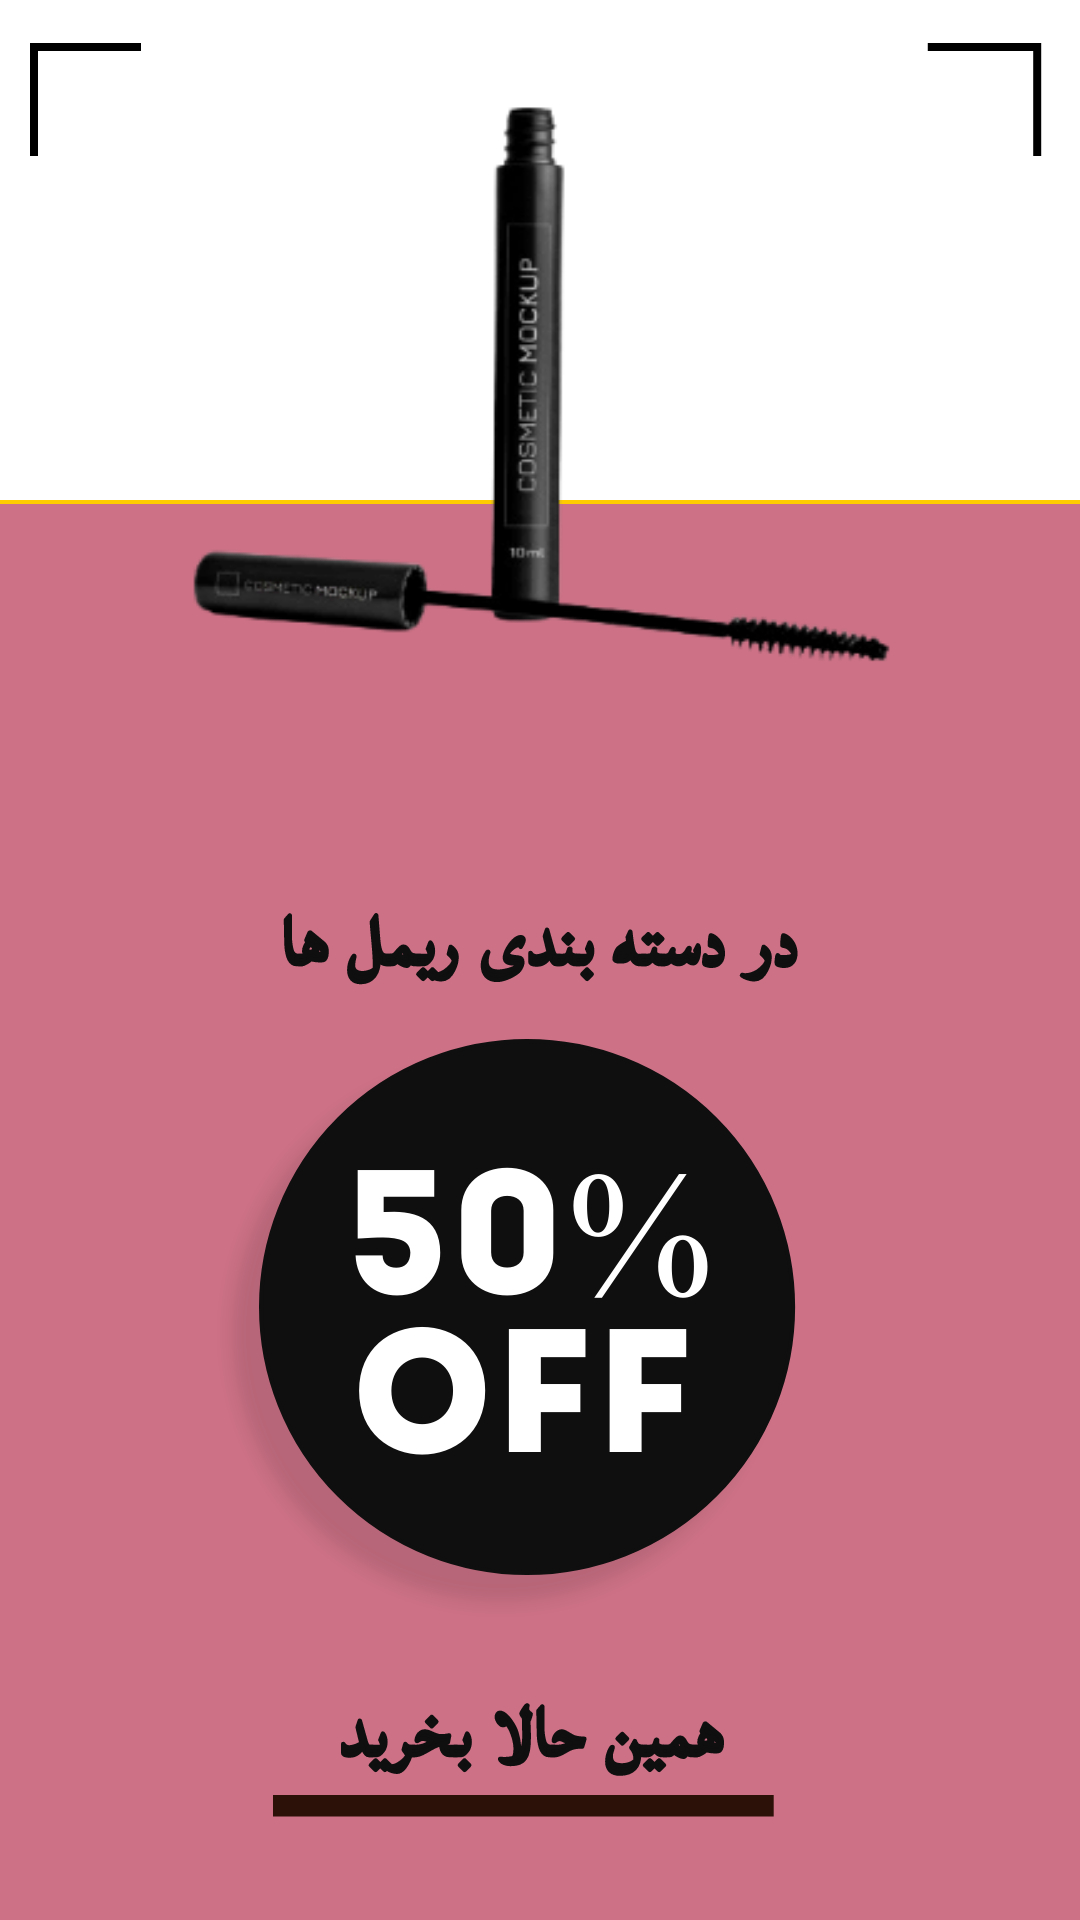 COSMETIC MOCKUP
10ml
COSMETIC MOCKUP
در دسته بندی ریمل ها
50%
OFF
همین حالا بخرید